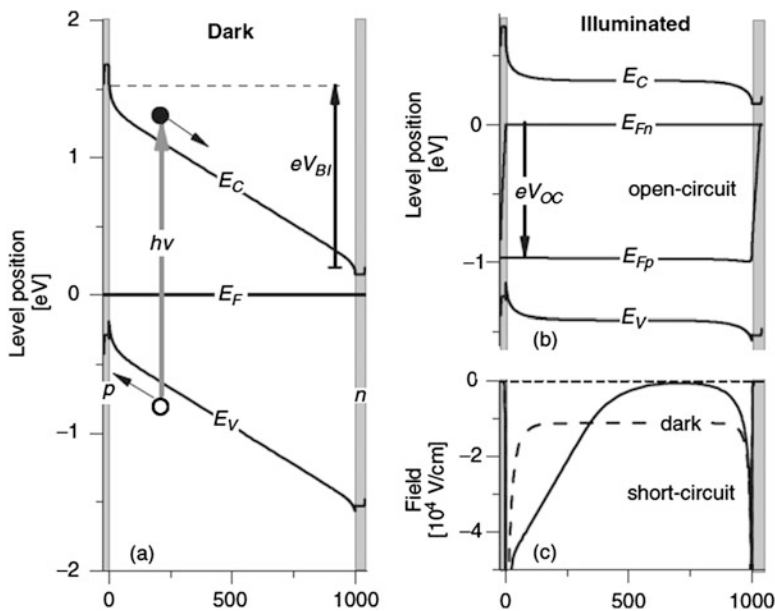 Dark
Level position
[eV]
2
1
0
−1
−2
eV_BI
E_C
hν
E_F
p
n
E_V
(a)
0
500
1000
Illuminated
Level position
[eV]
0
−1
E_C
E_Fn
open-circuit
eV_OC
E_Fp
E_V
(b)
Field
[10⁴ V/cm]
0
−2
−4
dark
short-circuit
(c)
0
500
1000